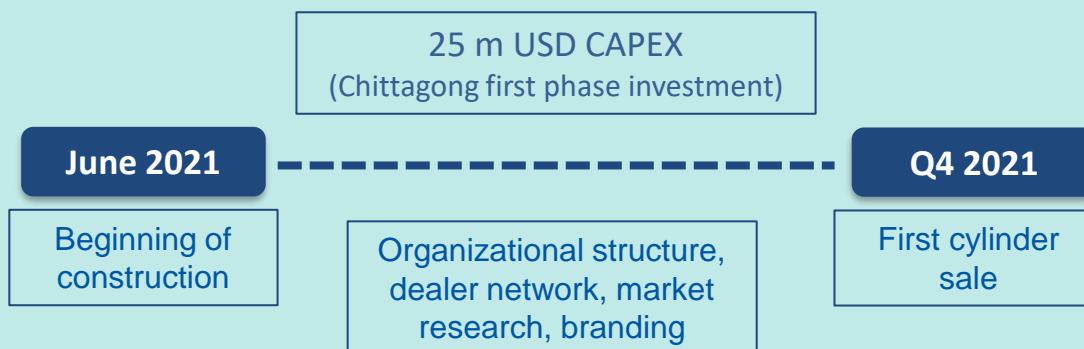 25 m USD CAPEX
(Chittagong first phase investment)
June 2021
Q4 2021
Beginning of
construction
Organizational structure,
dealer network, market
research, branding
First cylinder
sale